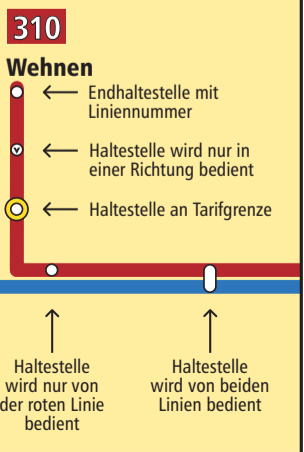 310
Wehnen
Endhaltestelle mit
Liniennummer
Haltestelle wird nur in
einer Richtung bedient
Haltestelle an Tarifgrenze
Haltestelle
wird nur von
der roten Linie
bedient
Haltestelle
wird von beiden
Linien bedient